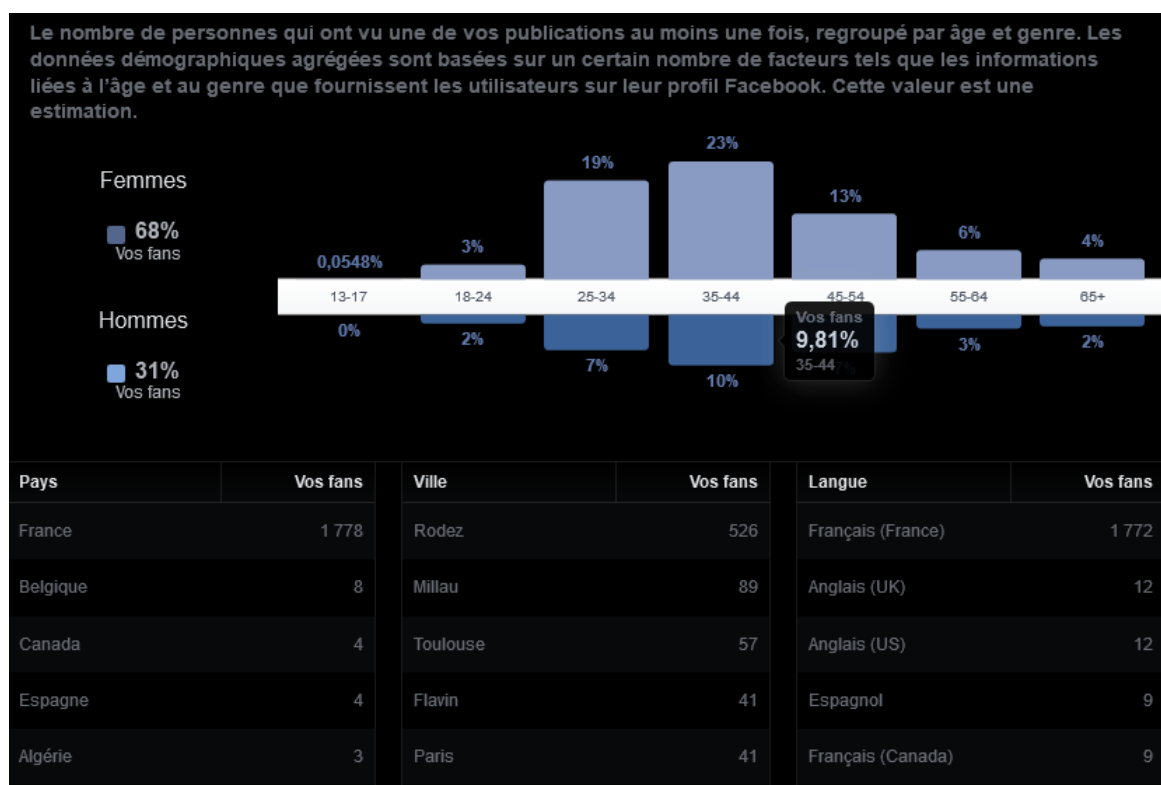 Le nombre de personnes qui ont vu une de vos publications au moins une fois, regroupé par âge et genre. Les
données démographiques agrégées sont basées sur un certain nombre de facteurs tels que les informations
liées à l'âge et au genre que fournissent les utilisateurs sur leur profil Facebook. Cette valeur est une
estimation.
Femmes
68%
Vos fans
0,0548%
3%
19%
23%
13%
6%
4%
13-17
18-24
25-34
35-44
45-54
55-64
65+
Hommes
31%
Vos fans
0%
2%
7%
10%
7%
3%
2%
Vos fans
9,81%
35-44
Pays Vos fans
France 1 778
Belgique 8
Canada 4
Espagne 4
Algérie 3
Ville Vos fans
Rodez 526
Millau 89
Toulouse 57
Flavin 41
Paris 41
Langue Vos fans
Français (France) 1 772
Anglais (UK) 12
Anglais (US) 12
Espagnol 9
Français (Canada) 9